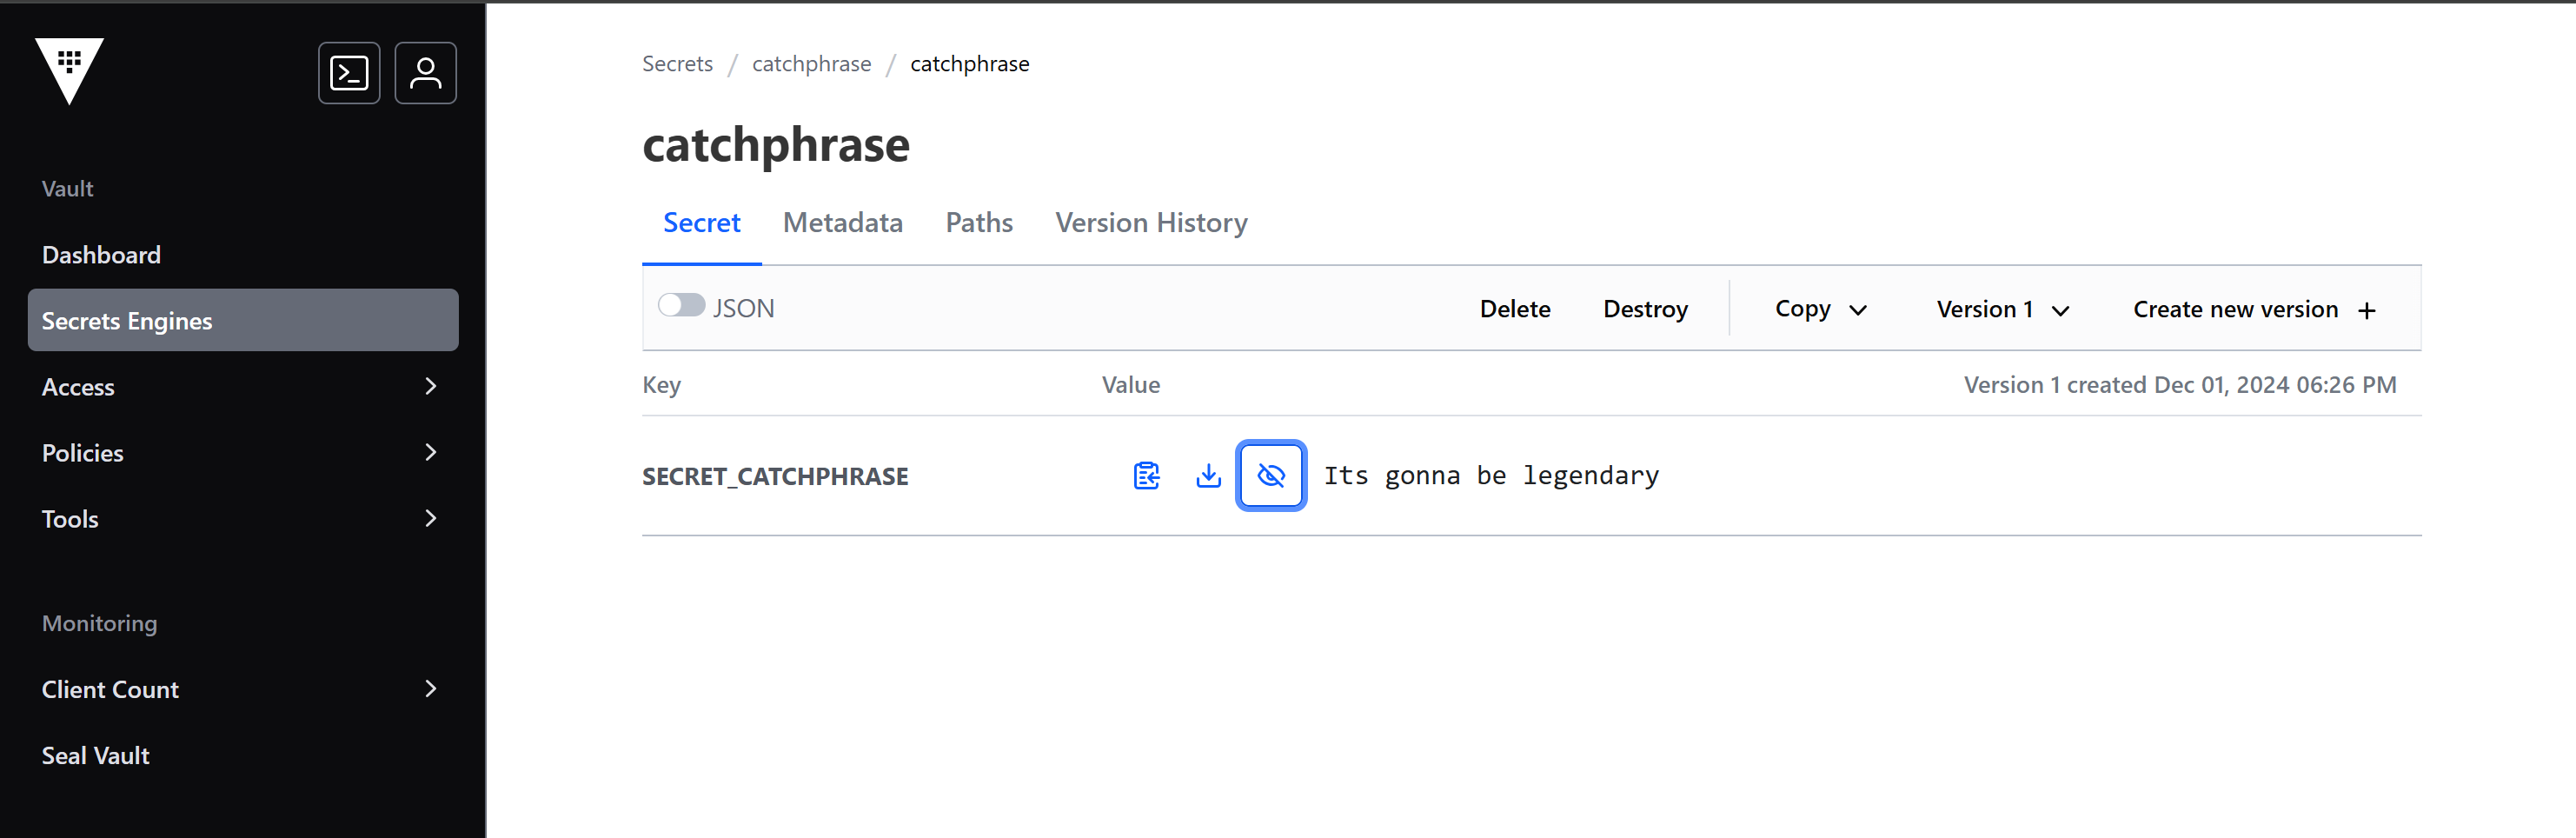 Vault
Dashboard
Secrets Engines
Access
Policies
Tools
Monitoring
Client Count
Seal Vault
Secrets / catchphrase / catchphrase
catchphrase
Secret Metadata Paths Version History
JSON Delete Destroy Copy Version 1 Create new version +
Key Value Version 1 created Dec 01, 2024 06:26 PM
SECRET_CATCHPHRASE Its gonna be legendary